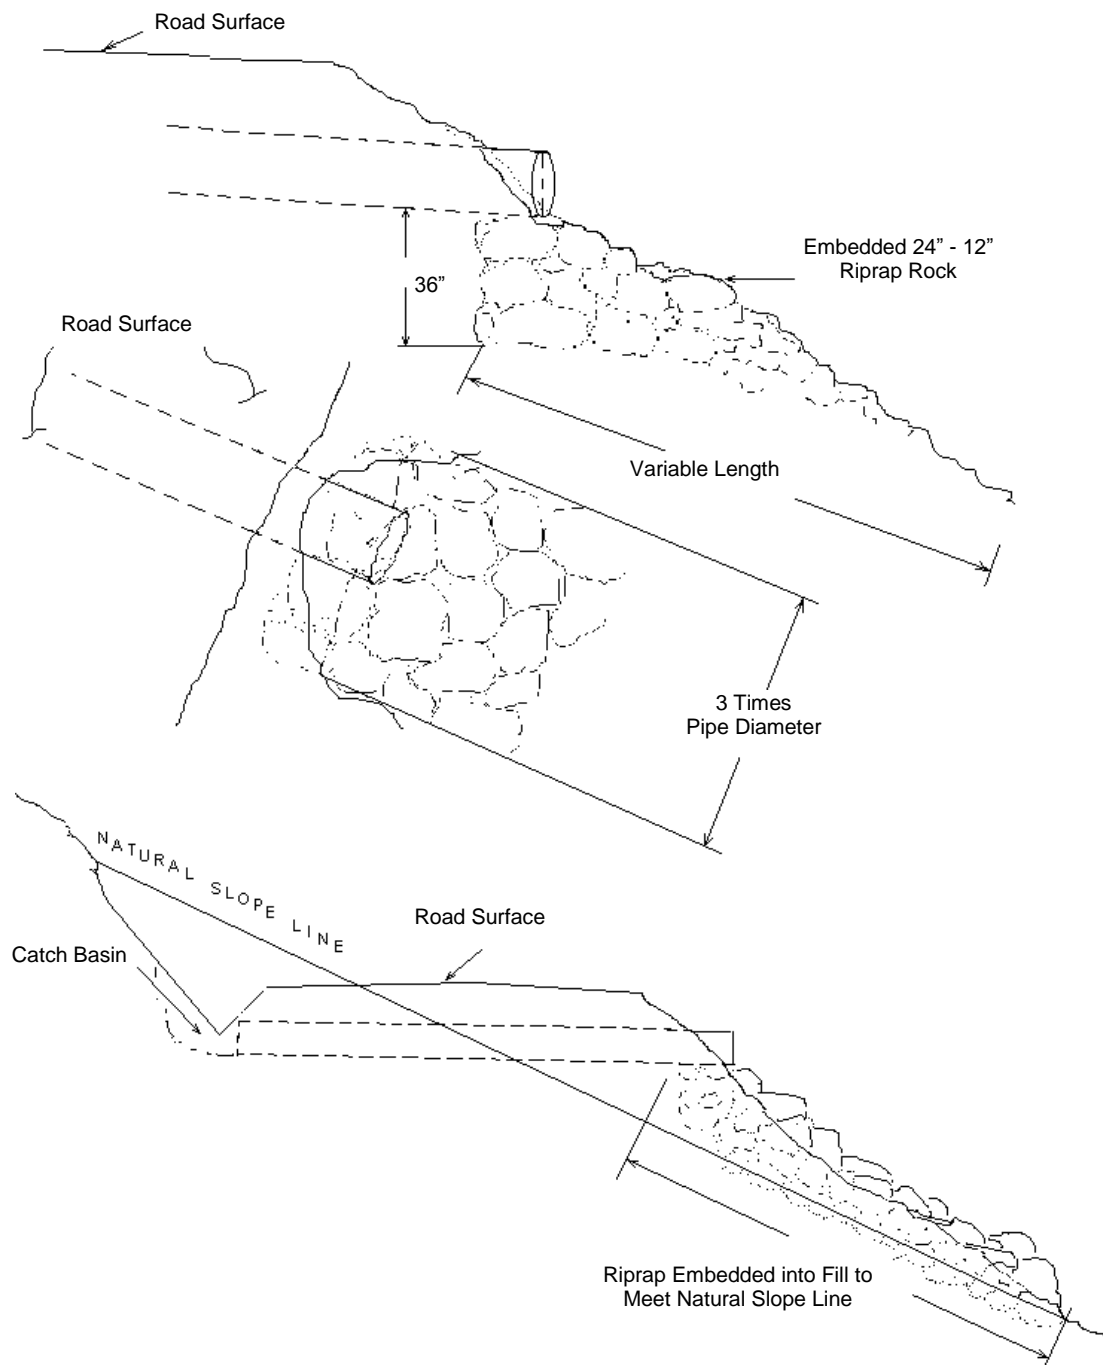 Road Surface
Embedded 24” - 12”
Riprap Rock
36”
Road Surface
Variable Length
3 Times
Pipe Diameter
NATURAL SLOPE LINE
Road Surface
Catch Basin
Riprap Embedded into Fill to
Meet Natural Slope Line